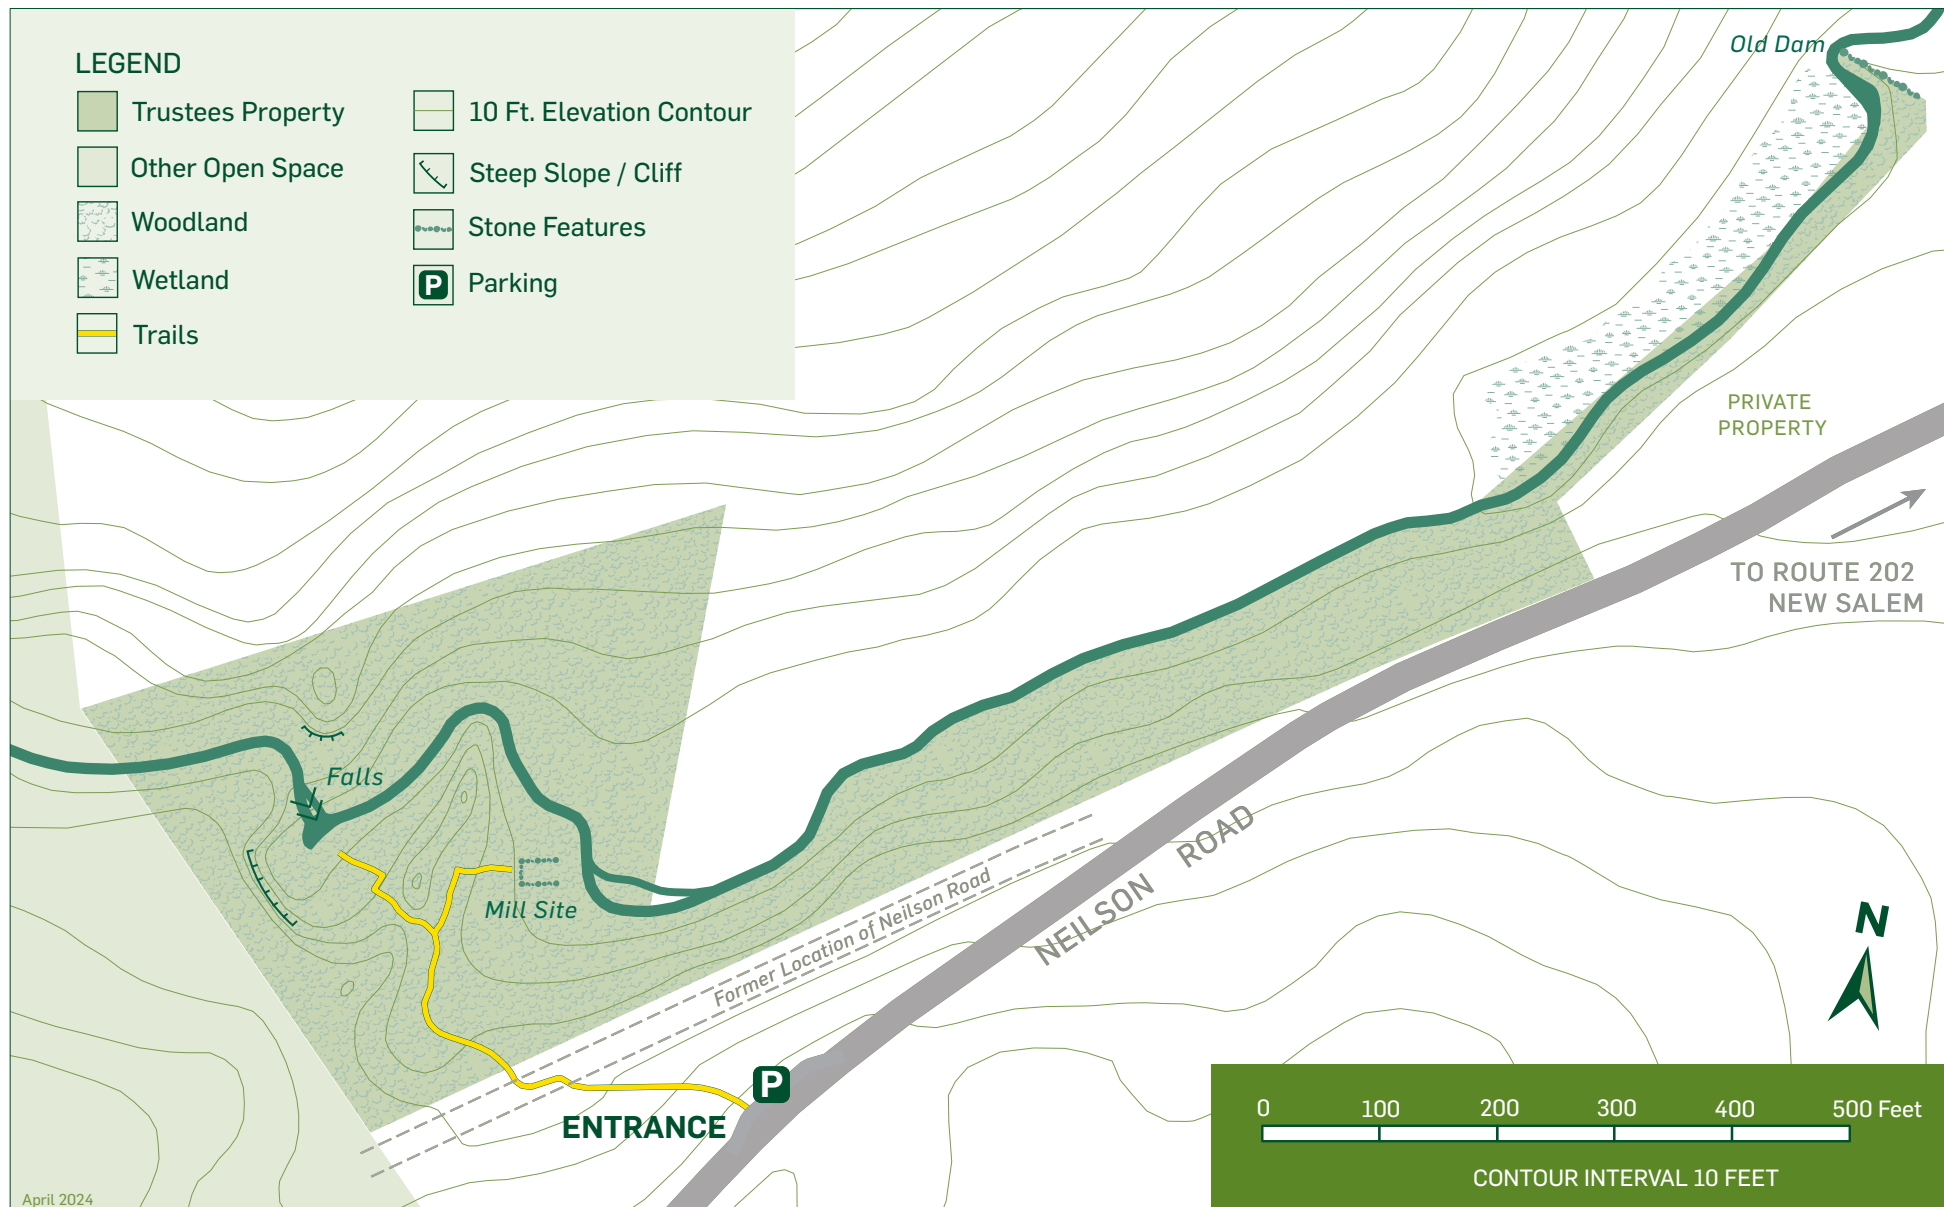 LEGEND
Trustees Property
Other Open Space
Woodland
Wetland
Trails
10 Ft. Elevation Contour
Steep Slope / Cliff
Stone Features
P
Parking
Old Dam
PRIVATE
PROPERTY
TO ROUTE 202
NEW SALEM
Falls
Mill Site
Former Location of Neilson Road
NEILSON ROAD
N
P
ENTRANCE
0 100 200 300 400 500 Feet
CONTOUR INTERVAL 10 FEET
April 2024